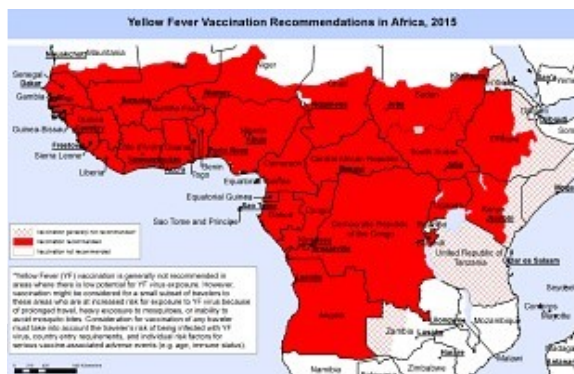 Yellow Fever Vaccination Recommendations in Africa, 2015
Mauritania
Niger
Senegal
Dakar
Gambia
Guinea-Bissau
Guinea
Freetown
Sierra Leone
Liberia
Togo
Benin
Cameroon
Central African Republic
South Sudan
Equatorial Guinea
Sao Tome and Principe
Gabon
Congo
Democratic Republic
of the Congo
Kenya
United Republic of
Tanzania
Dar es Salaam
Angola
Zambia
Lusaka
Mozambique
Malawi
Harare
Zimbabwe
Namibia
Comoros
Vaccination generally not recommended
Vaccination recommended
Vaccination not recommended
*Yellow Fever (YF) vaccination is generally not recommended in
areas where there is low potential for YF virus exposure. However,
vaccination might be considered for a small subset of travelers to
these areas who are at increased risk for exposure to YF virus because
of prolonged travel, heavy exposure to mosquitoes, or inability to
avoid mosquito bites. Consideration for vaccination of any traveler
must take into account the traveler's risk of being infected with YF
virus, country entry requirements, and individual risk factors for
serious vaccine-associated adverse events (e.g. age, immune status).